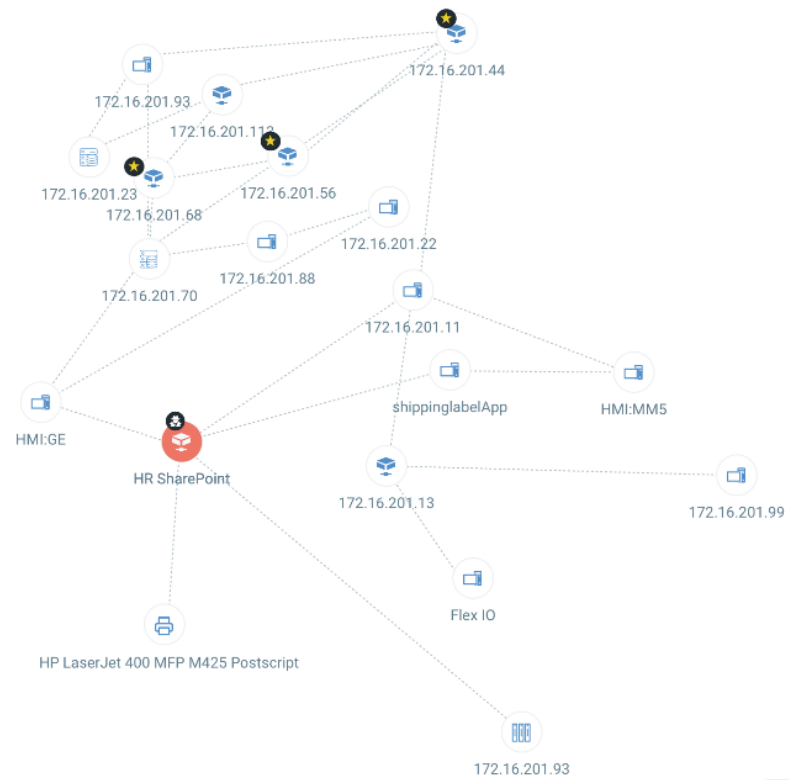 172.16.201.44
172.16.201.93
172.16.201.112
172.16.201.23
172.16.201.56
172.16.201.68
172.16.201.22
172.16.201.88
172.16.201.70
172.16.201.11
shippinglabelApp
HMI:MM5
HMI:GE
HR SharePoint
172.16.201.13
172.16.201.99
Flex IO
HP LaserJet 400 MFP M425 Postscript
172.16.201.93